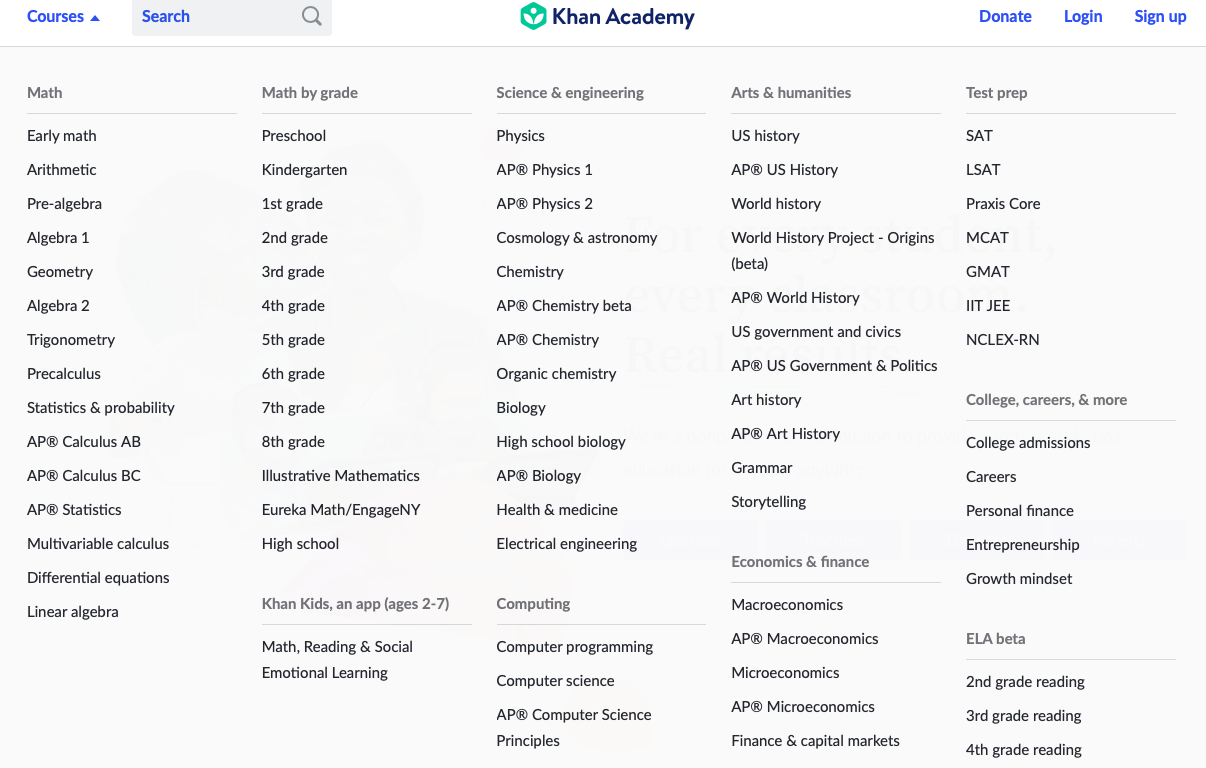 Courses
Search
Khan Academy
Donate
Login
Sign up
Math
Early math
Arithmetic
Pre-algebra
Algebra 1
Geometry
Algebra 2
Trigonometry
Precalculus
Statistics & probability
AP® Calculus AB
AP® Calculus BC
AP® Statistics
Multivariable calculus
Differential equations
Linear algebra
Math by grade
Preschool
Kindergarten
1st grade
2nd grade
3rd grade
4th grade
5th grade
6th grade
7th grade
8th grade
Illustrative Mathematics
Eureka Math/EngageNY
High school
Khan Kids, an app (ages 2-7)
Math, Reading & Social
Emotional Learning
Science & engineering
Physics
AP® Physics 1
AP® Physics 2
Cosmology & astronomy
Chemistry
AP® Chemistry beta
AP® Chemistry
Organic chemistry
Biology
High school biology
AP® Biology
Health & medicine
Electrical engineering
Computing
Computer programming
Computer science
AP® Computer Science
Principles
Arts & humanities
US history
AP® US History
World history
World History Project - Origins
(beta)
AP® World History
US government and civics
AP® US Government & Politics
Art history
AP® Art History
Grammar
Storytelling
Economics & finance
Macroeconomics
AP® Macroeconomics
Microeconomics
AP® Microeconomics
Finance & capital markets
Test prep
SAT
LSAT
Praxis Core
MCAT
GMAT
IIT JEE
NCLEX-RN
College, careers, & more
College admissions
Careers
Personal finance
Entrepreneurship
Growth mindset
ELA beta
2nd grade reading
3rd grade reading
4th grade reading